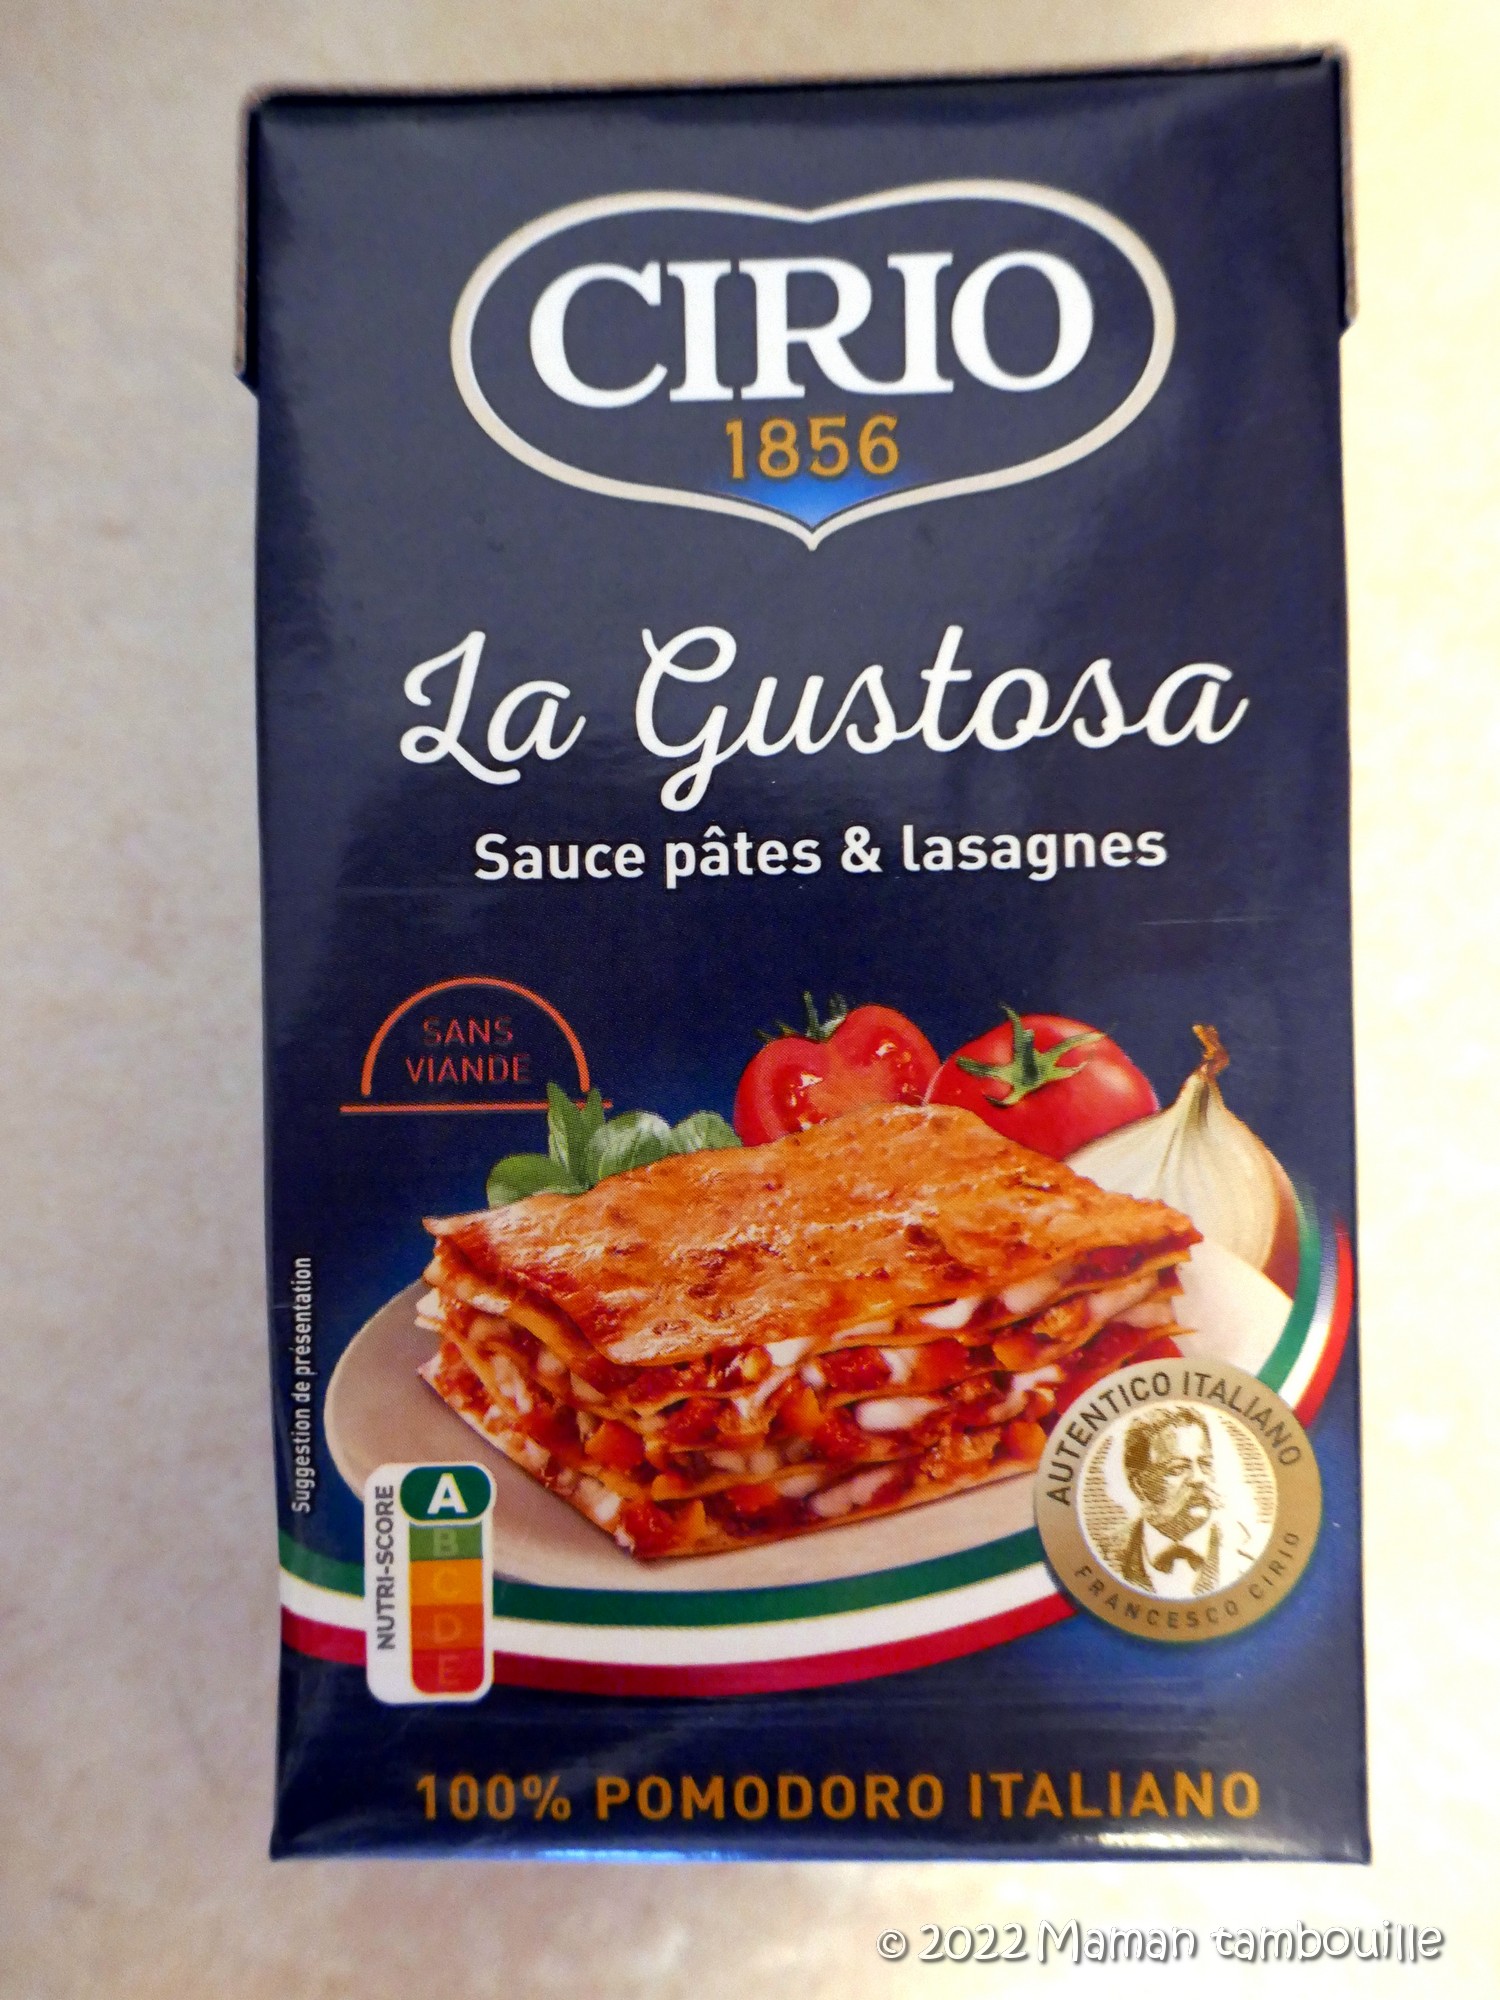 CIRIO
1856
La Gustosa
Sauce pâtes & lasagnes
SANS
VIANDE
Suggestion de présentation
AUTENTICO ITALIANO
FRANCESCO CIRIO
NUTRI-SCORE
A
B
C
D
E
100% POMODORO ITALIANO
© 2022 Maman tambouille